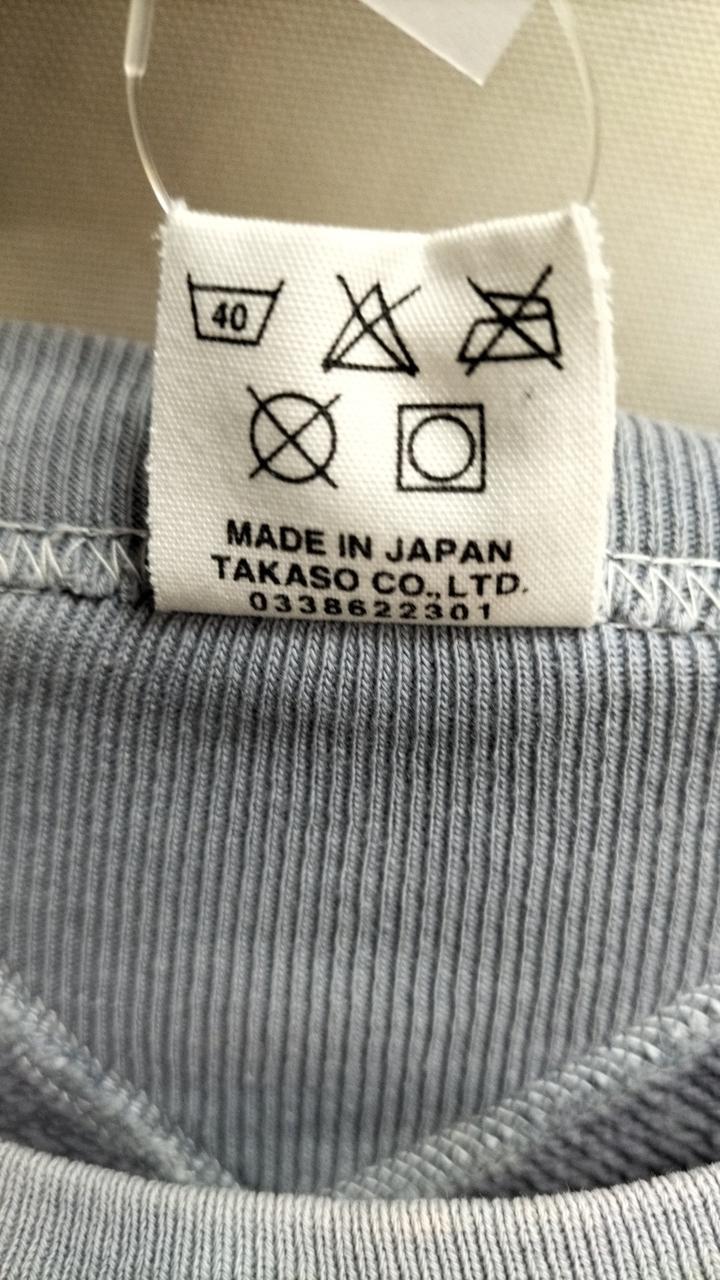 40
MADE IN JAPAN
TAKASO CO.,LTD.
0338622301